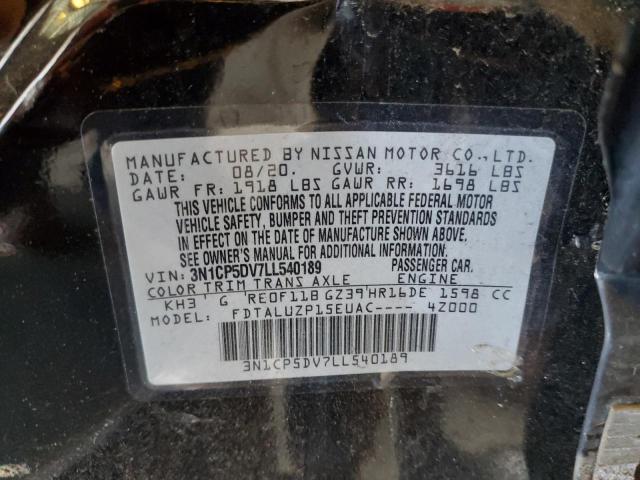 MANUFACTURED BY NISSAN MOTOR CO., LTD.
DATE: 08/20. GVWR: 3616 LBS
GAWR FR: 1918 LBS GAWR RR: 1698 LBS
THIS VEHICLE CONFORMS TO ALL APPLICABLE FEDERAL MOTOR
VEHICLE SAFETY, BUMPER AND THEFT PREVENTION STANDARDS
IN EFFECT ON THE DATE OF MANUFACTURE SHOWN ABOVE.
SEE OWNER'S MANUAL FOR ADDITIONAL INFORMATION.
VIN: 3N1CP5DV7LL540189 PASSENGER CAR.
COLOR TRIM TRANS AXLE ENGINE
KH3 G RE0F11B GZ39 HR16DE 1598 CC
MODEL: FDTALUZP15EUAC---- 4Z000
3N1CP5DV7LL540189